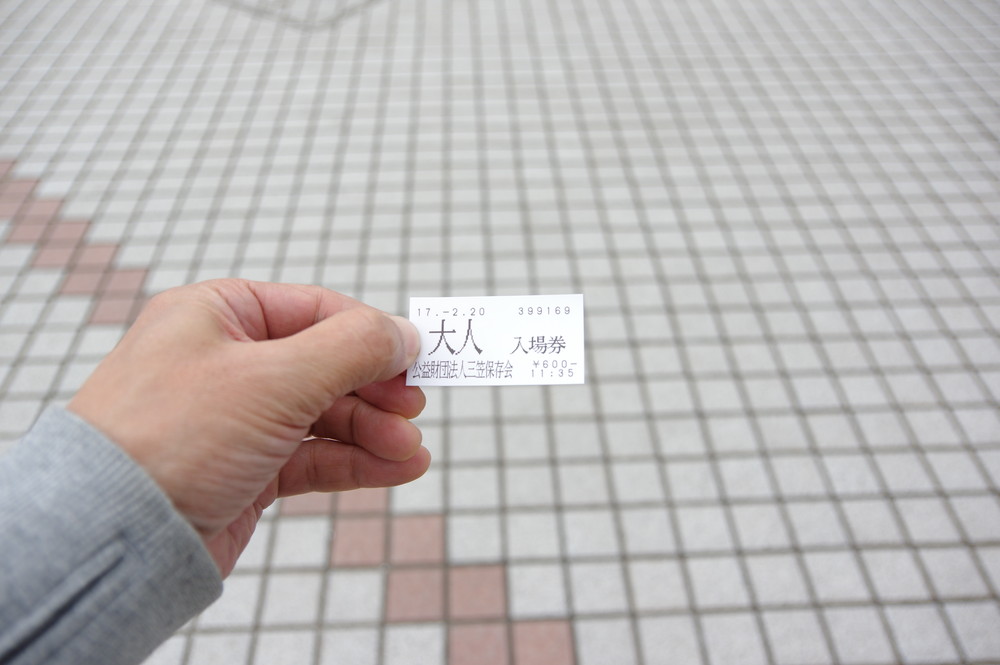 17.-2.20 399169
大人 入場券
公益財団法人三笠保存会 ¥600-
11:35